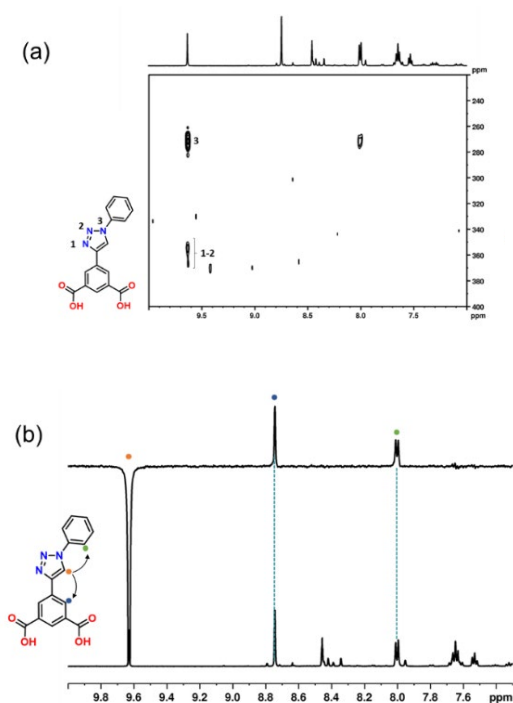 (a)
ppm
220
240
260
280
300
320
340
360
380
400
ppm
9.5 9.0 8.5 8.0 7.5
3
1-2
2 N N 3
1 N
O O
OH OH
(b)
N N
N
O O
OH OH
9.8 9.6 9.4 9.2 9.0 8.8 8.6 8.4 8.2 8.0 7.8 7.6
ppm